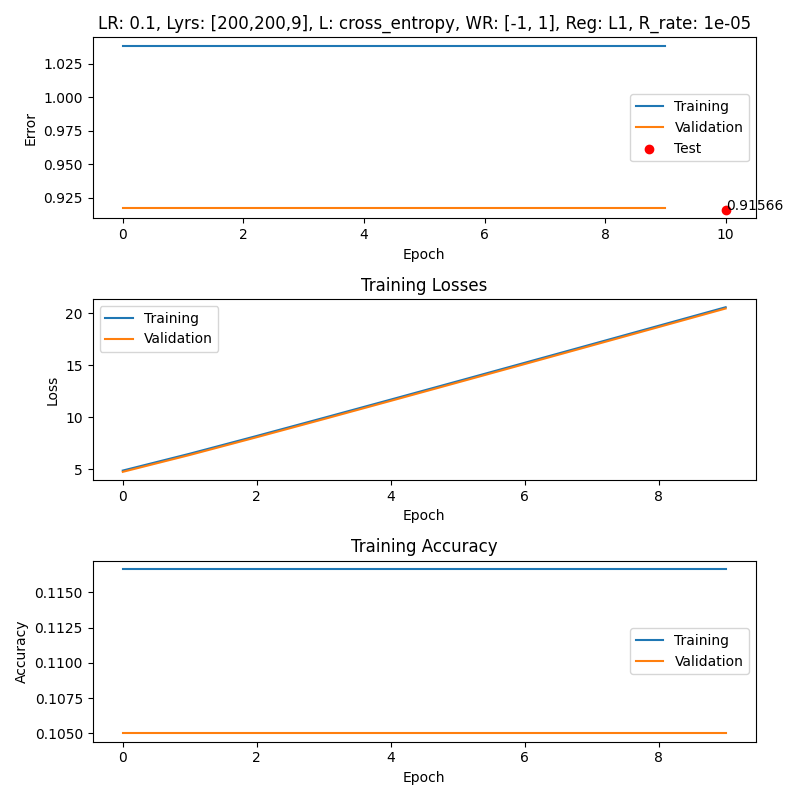 LR: 0.1, Lyrs: [200,200,9], L: cross_entropy, WR: [-1, 1], Reg: L1, R_rate: 1e-05
1.025
1.000
0.975
0.950
0.925
Error
Training
Validation
Test
0.91566
0 2 4 6 8 10
Epoch
Training Losses
20
15
10
5
Loss
Training
Validation
0 2 4 6 8
Epoch
Training Accuracy
0.1150
0.1125
0.1100
0.1075
0.1050
Accuracy
Training
Validation
0 2 4 6 8
Epoch